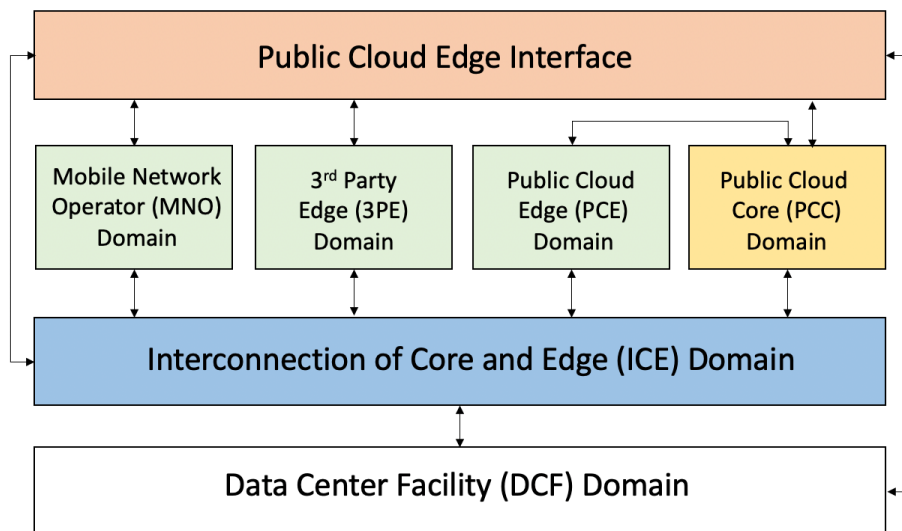 Public Cloud Edge Interface
Mobile Network
Operator (MNO)
Domain
3rd Party
Edge (3PE)
Domain
Public Cloud
Edge (PCE)
Domain
Public Cloud
Core (PCC)
Domain
Interconnection of Core and Edge (ICE) Domain
Data Center Facility (DCF) Domain